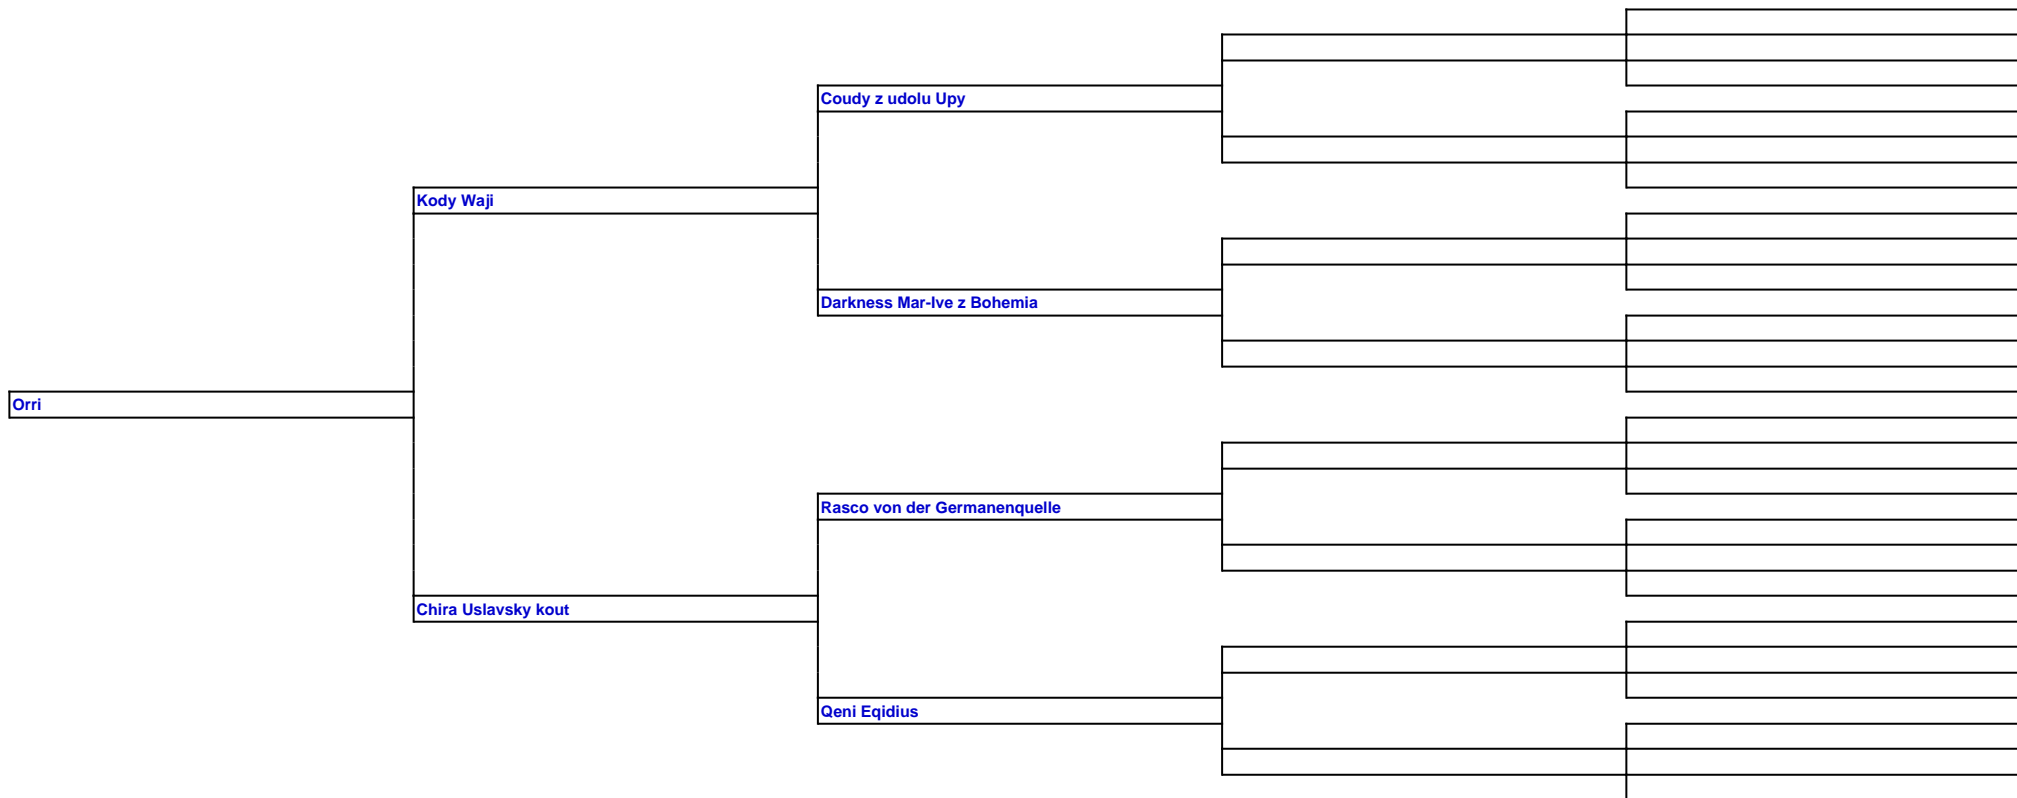 Coudy z udolu Upy
Kody Waji
Darkness Mar-Ive z Bohemia
Orri
Rasco von der Germanenquelle
Chira Uslavsky kout
Qeni Eqidius